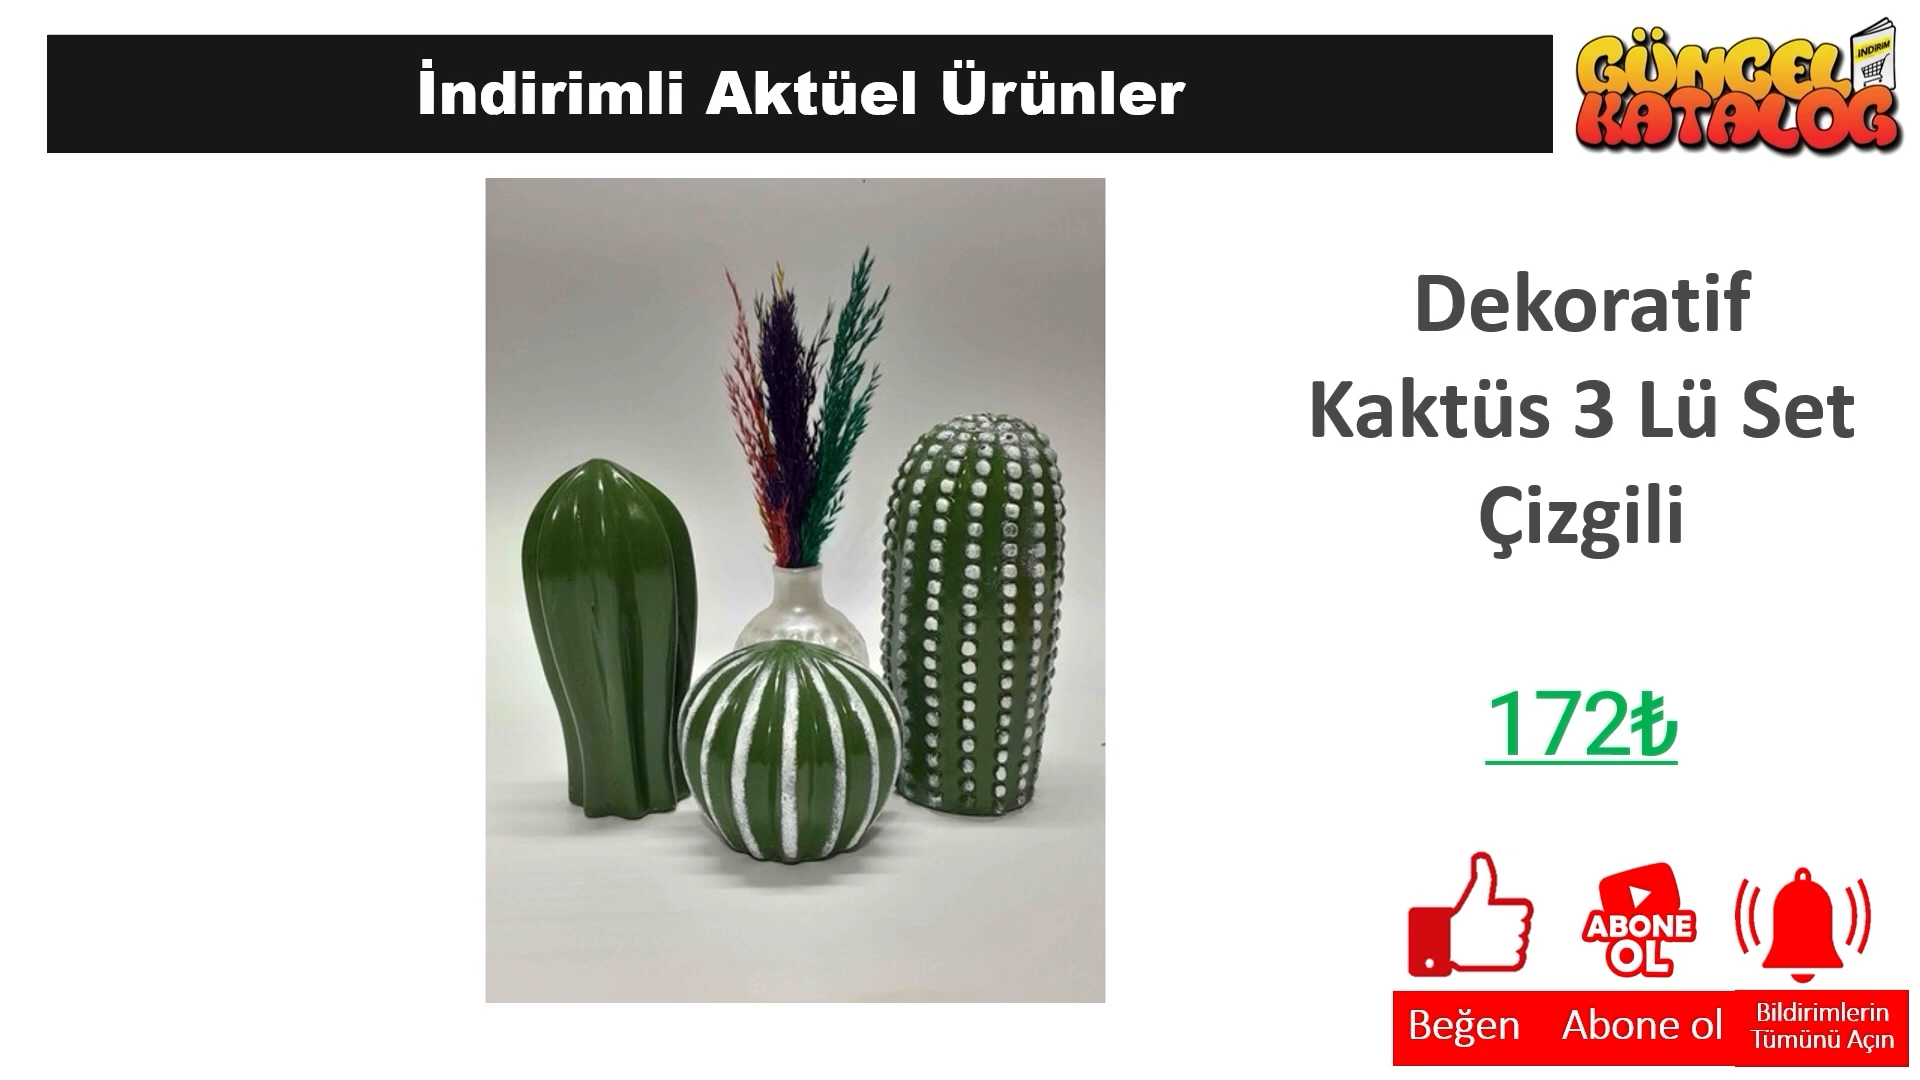 İndirimli Aktüel Ürünler
GÜNCEL
KATALOG
İNDİRİM
Dekoratif
Kaktüs 3 Lü Set
Çizgili
172₺
ABONE
OL
Beğen
Abone ol
Bildirimlerin
Tümünü Açın